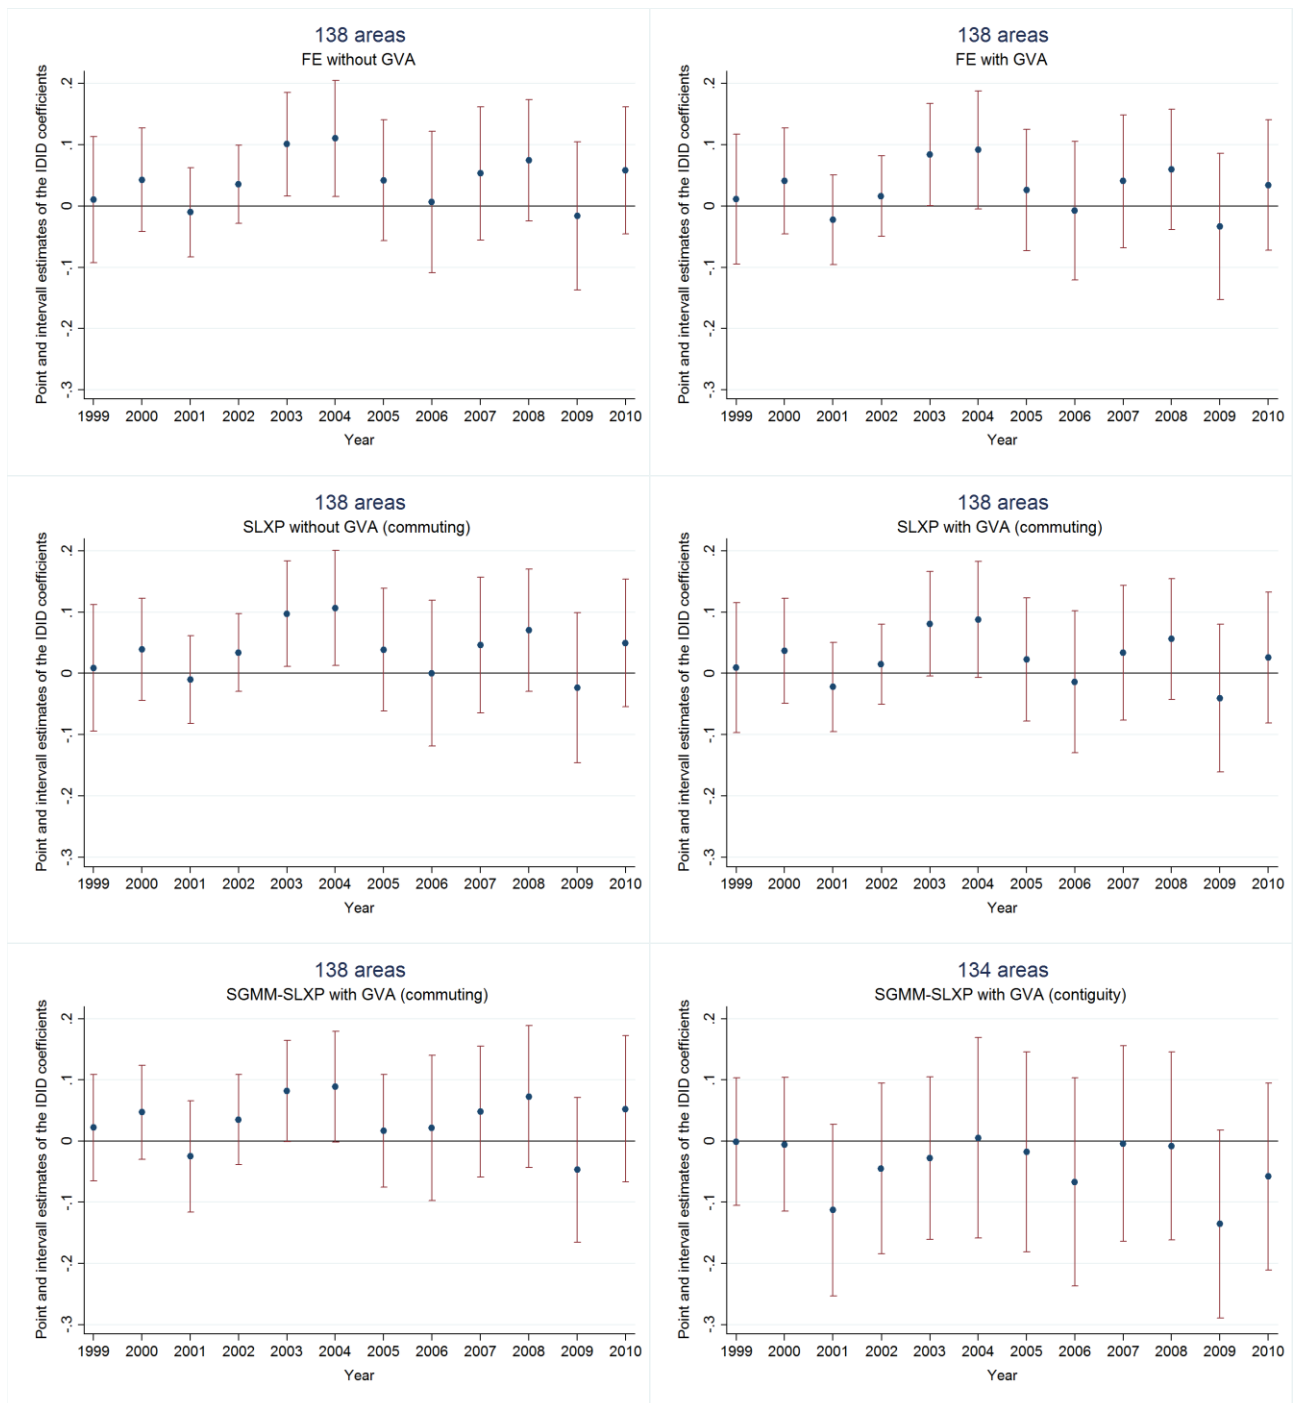 138 areas
FE without GVA
Point and intervall estimates of the IDID coefficients
.2
.1
0
-.1
-.2
-.3
1999 2000 2001 2002 2003 2004 2005 2006 2007 2008 2009 2010
Year
138 areas
FE with GVA
Point and intervall estimates of the IDID coefficients
.2
.1
0
-.1
-.2
-.3
1999 2000 2001 2002 2003 2004 2005 2006 2007 2008 2009 2010
Year
138 areas
SLXP without GVA (commuting)
Point and intervall estimates of the IDID coefficients
.2
.1
0
-.1
-.2
-.3
1999 2000 2001 2002 2003 2004 2005 2006 2007 2008 2009 2010
Year
138 areas
SLXP with GVA (commuting)
Point and intervall estimates of the IDID coefficients
.2
.1
0
-.1
-.2
-.3
1999 2000 2001 2002 2003 2004 2005 2006 2007 2008 2009 2010
Year
138 areas
SGMM-SLXP with GVA (commuting)
Point and intervall estimates of the IDID coefficients
.2
.1
0
-.1
-.2
-.3
1999 2000 2001 2002 2003 2004 2005 2006 2007 2008 2009 2010
Year
134 areas
SGMM-SLXP with GVA (contiguity)
Point and intervall estimates of the IDID coefficients
.2
.1
0
-.1
-.2
-.3
1999 2000 2001 2002 2003 2004 2005 2006 2007 2008 2009 2010
Year